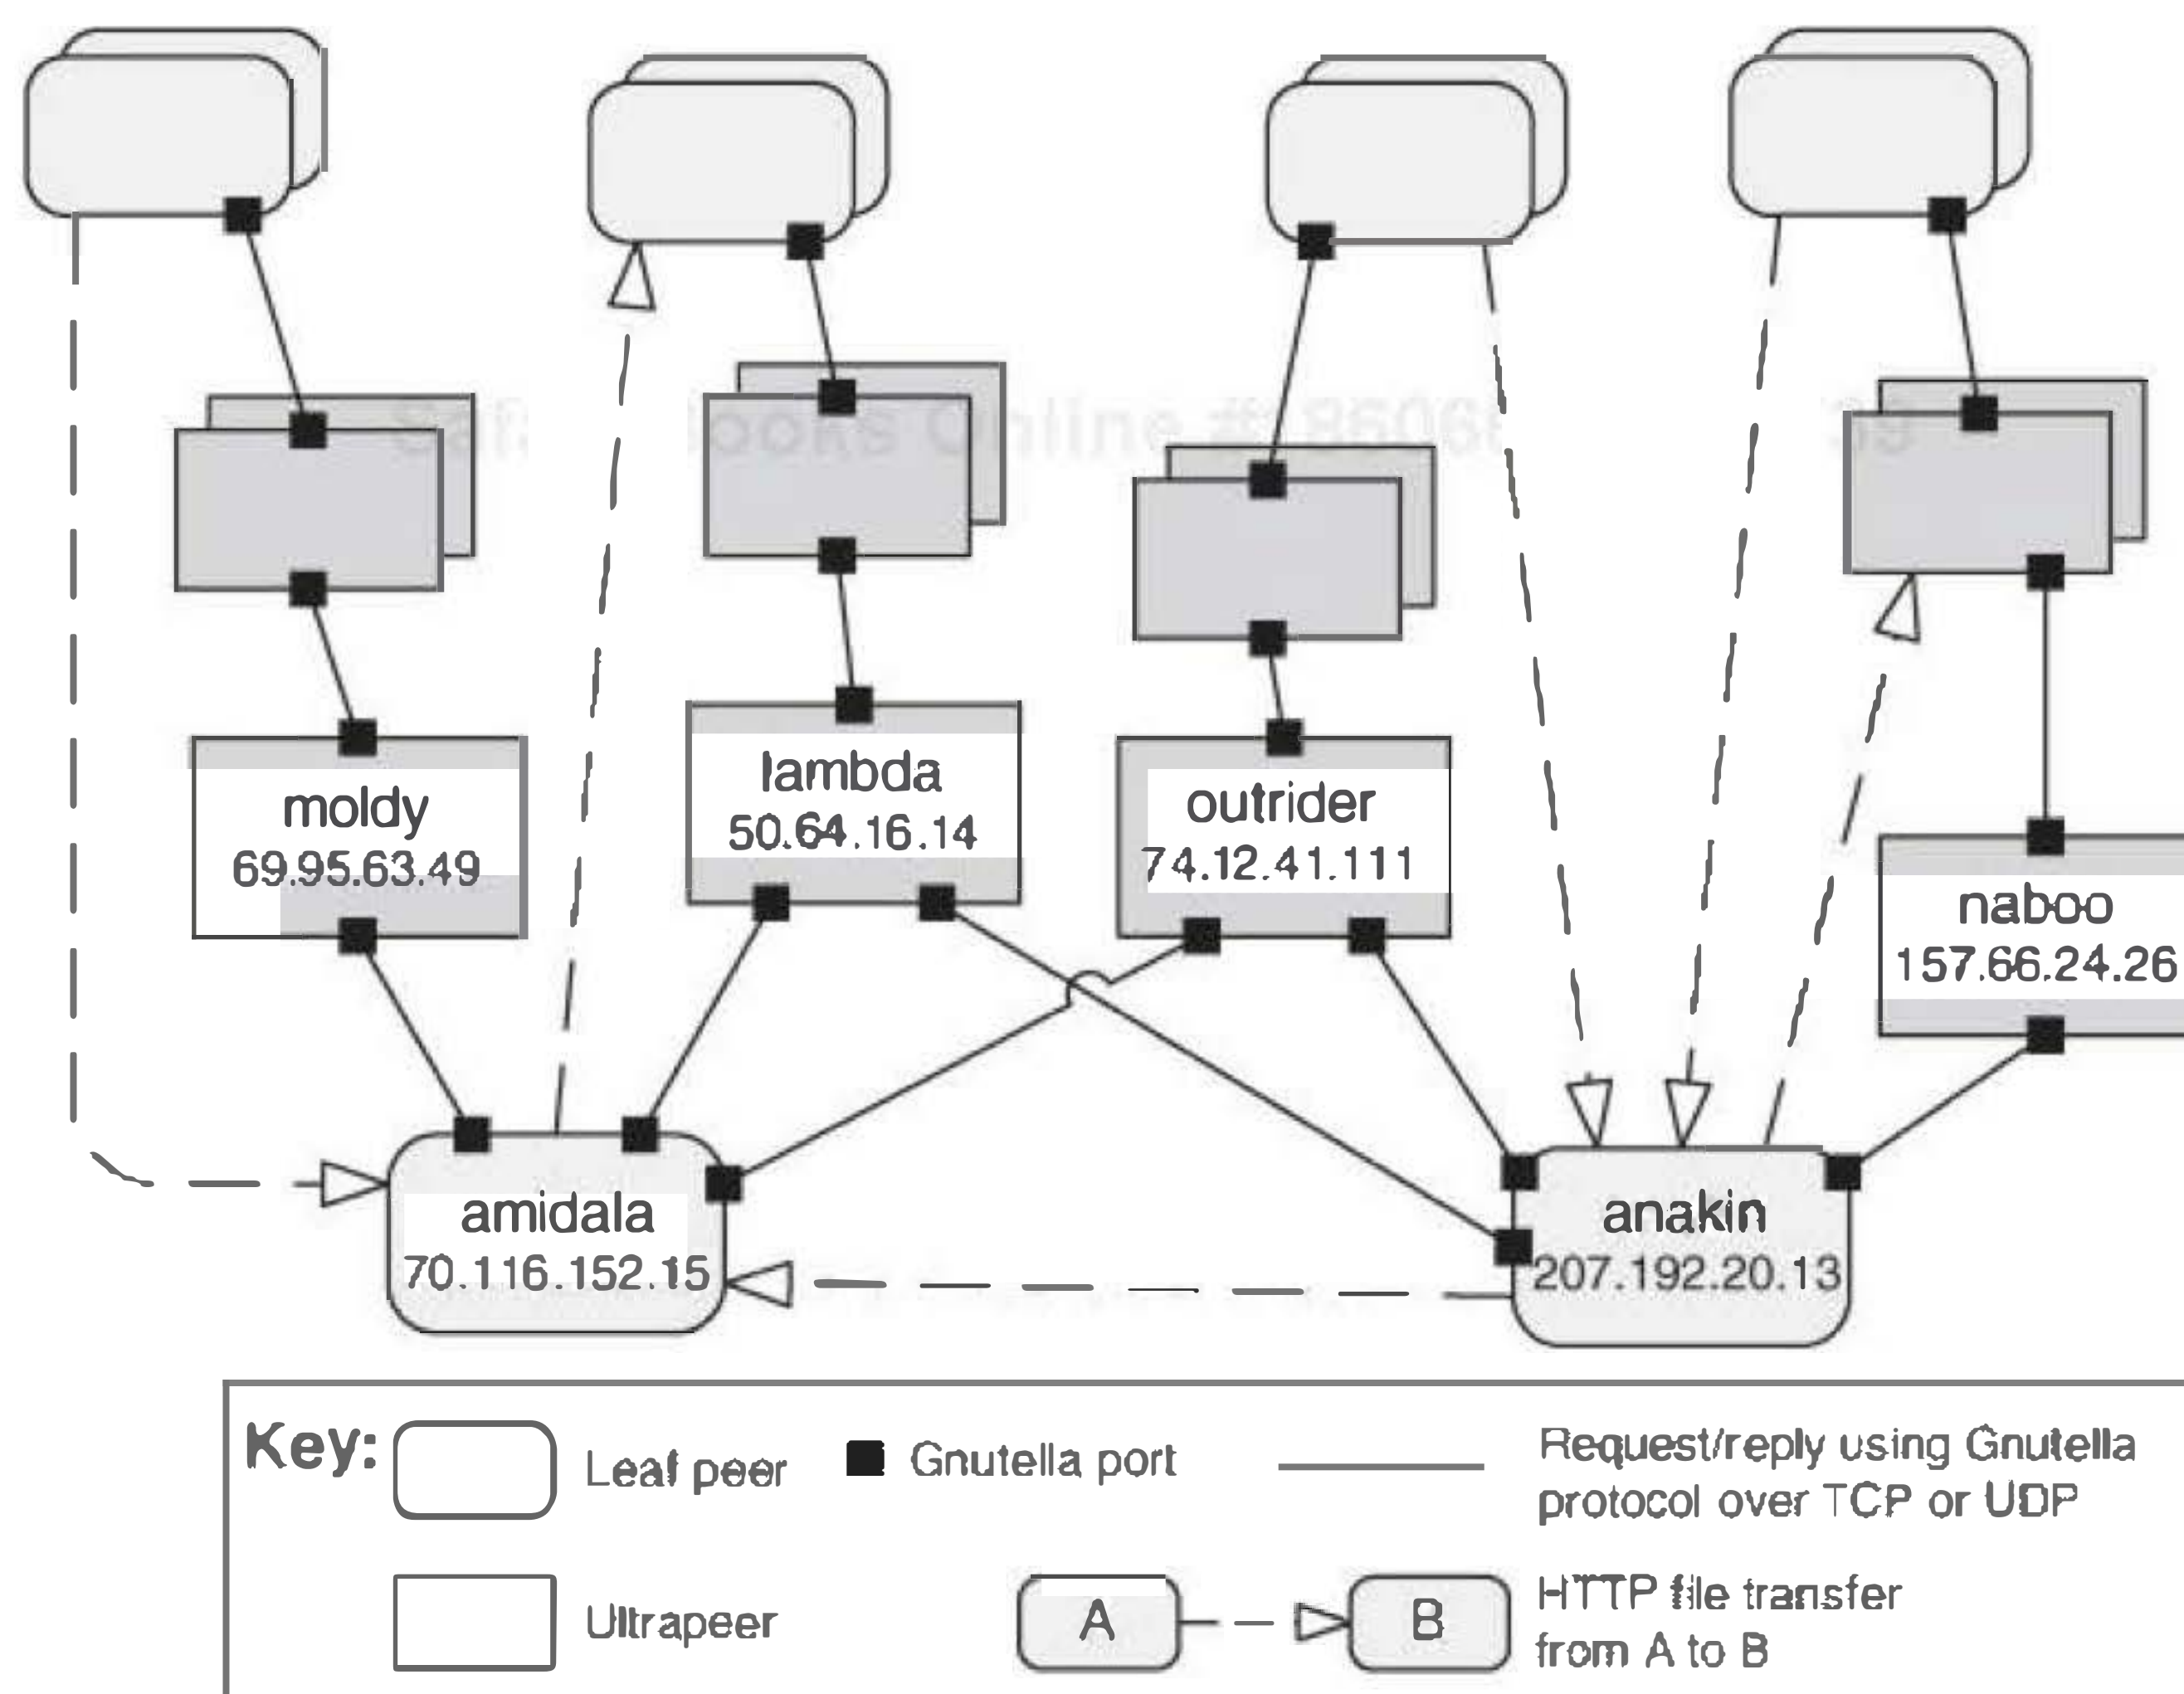 lambda
50.64.16.14
moldy
69.95.63.49
outrider
74.12.41.111
naboo
157.66.24.26
amidala
70.116.152.15
anakin
207.192.20.13
Key:
Leaf peer
Gnutella port
Request/reply using Gnutella
protocol over TCP or UDP
Ultrapeer
A
B
HTTP file transfer
from A to B